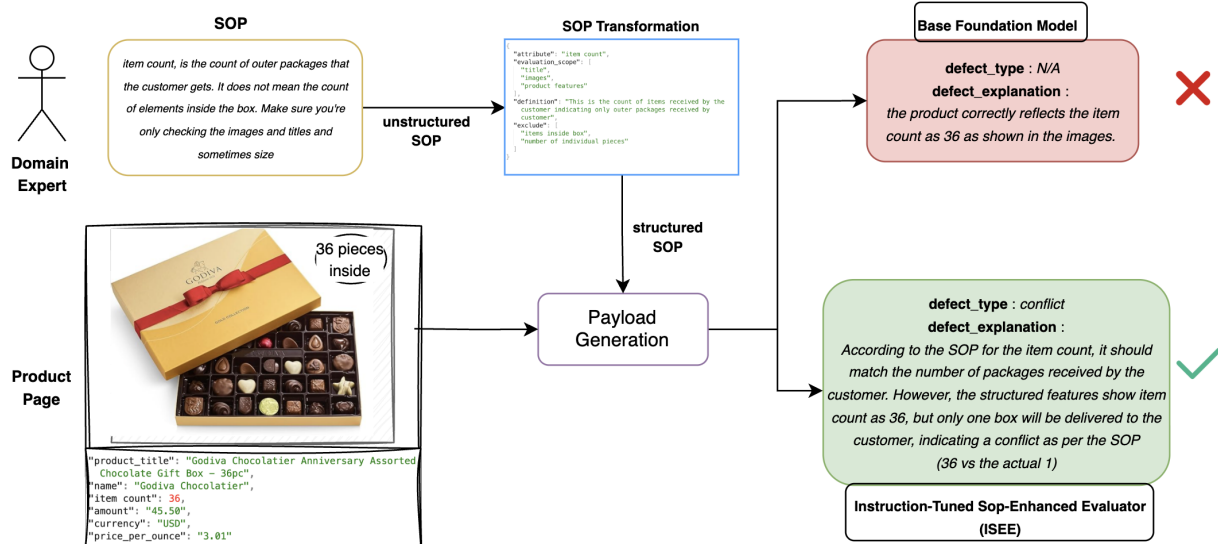 SOP
item count, is the count of outer packages that
the customer gets. It does not mean the count
of elements inside the box. Make sure you're
only checking the images and titles and
sometimes size
Domain
Expert
unstructured
SOP
SOP Transformation
{
"attribute": "item count",
"evaluation_scope": [
"title",
"images",
"product features"
],
"definition": "This is the count of items received by the
customer indicating only outer packages received by
customer",
"exclude": [
"items inside box",
"number of individual pieces"
]
}
structured
SOP
Base Foundation Model
defect_type : N/A
defect_explanation :
the product correctly reflects the item
count as 36 as shown in the images.
Product
Page
36 pieces
inside
GODIVA
"product_title": "Godiva Chocolatier Anniversary Assorted
Chocolate Gift Box – 36pc",
"name": "Godiva Chocolatier",
"item count": 36,
"amount": "45.50",
"currency": "USD",
"price_per_ounce": "3.01"
Payload
Generation
defect_type : conflict
defect_explanation :
According to the SOP for the item count, it should
match the number of packages received by the
customer. However, the structured features show item
count as 36, but only one box will be delivered to the
customer, indicating a conflict as per the SOP
(36 vs the actual 1)
Instruction-Tuned Sop-Enhanced Evaluator
(ISEE)